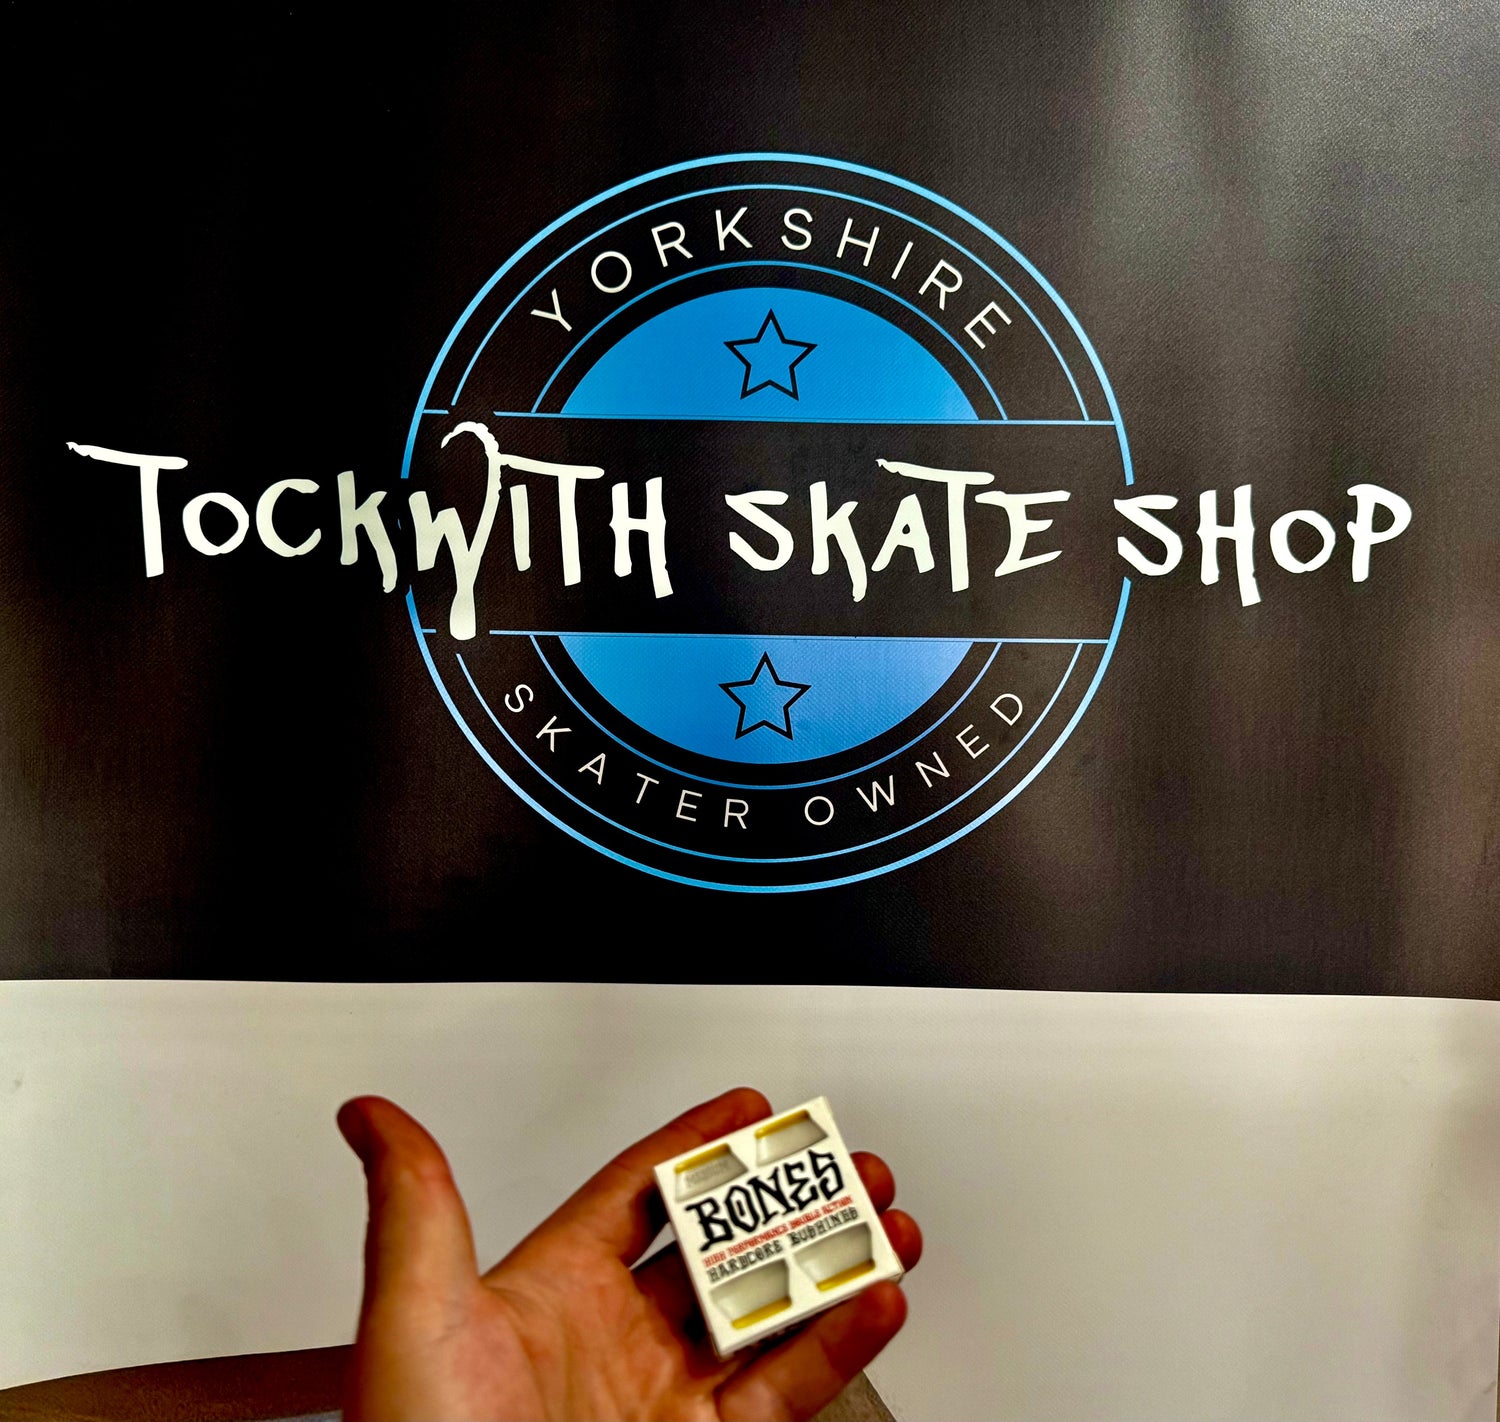 YORKSHIRE
TOCKWITH SKATE SHOP
SKATER OWNED
BONES
HIGH PERFORMANCE DOUBLE ACTION
HARDCORE BUSHINGS